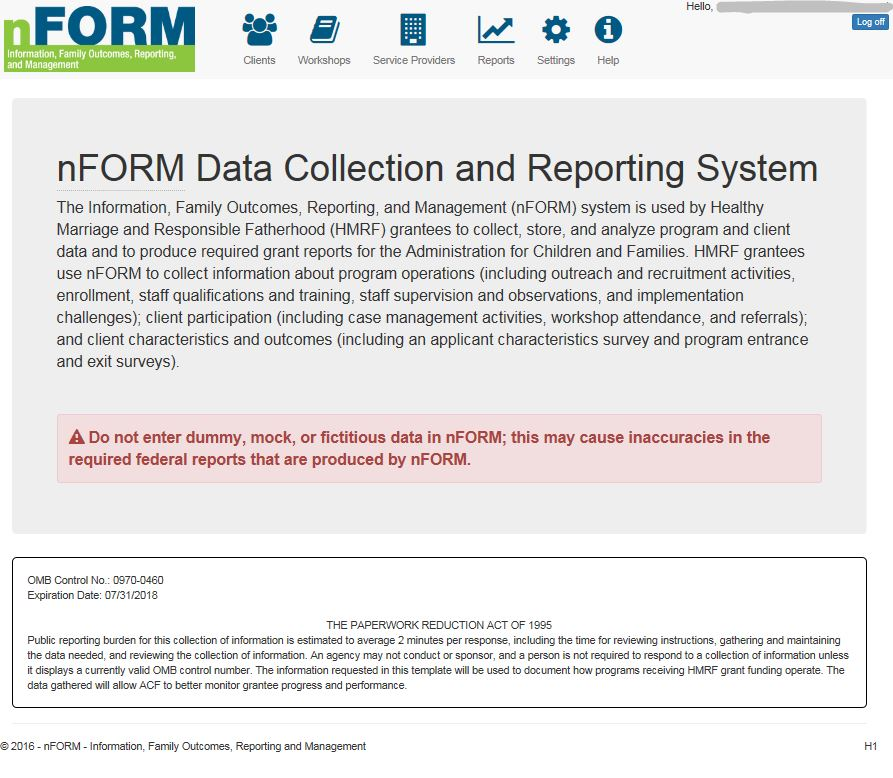 nFORM
Information, Family Outcomes, Reporting,
and Management
Clients
Workshops
Service Providers
Reports
Settings
Help
Hello,
Log off
nFORM Data Collection and Reporting System
The Information, Family Outcomes, Reporting, and Management (nFORM) system is used by Healthy
Marriage and Responsible Fatherhood (HMRF) grantees to collect, store, and analyze program and client
data and to produce required grant reports for the Administration for Children and Families. HMRF grantees
use nFORM to collect information about program operations (including outreach and recruitment activities,
enrollment, staff qualifications and training, staff supervision and observations, and implementation
challenges); client participation (including case management activities, workshop attendance, and referrals);
and client characteristics and outcomes (including an applicant characteristics survey and program entrance
and exit surveys).
Do not enter dummy, mock, or fictitious data in nFORM; this may cause inaccuracies in the
required federal reports that are produced by nFORM.
OMB Control No.: 0970-0460
Expiration Date: 07/31/2018
THE PAPERWORK REDUCTION ACT OF 1995
Public reporting burden for this collection of information is estimated to average 2 minutes per response, including the time for reviewing instructions, gathering and maintaining
the data needed, and reviewing the collection of information. An agency may not conduct or sponsor, and a person is not required to respond to a collection of information unless
it displays a currently valid OMB control number. The information requested in this template will be used to document how programs receiving HMRF grant funding operate. The
data gathered will allow ACF to better monitor grantee progress and performance.
© 2016 - nFORM - Information, Family Outcomes, Reporting and Management
H1